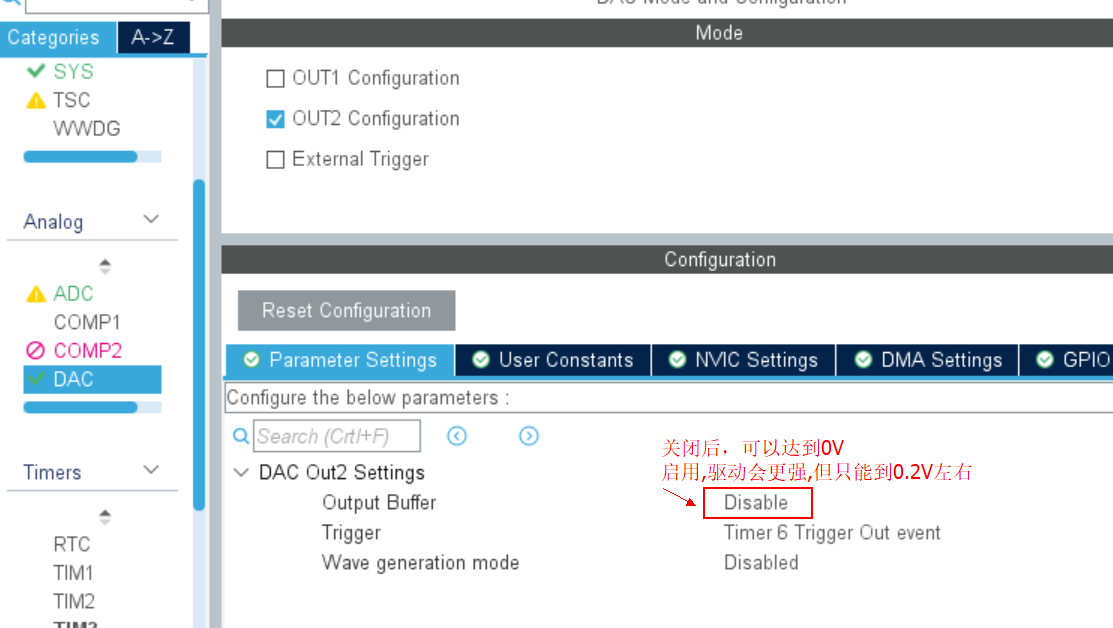 DAC Mode and Configuration
Categories
A->Z
SYS
TSC
WWDG
Analog
ADC
COMP1
COMP2
DAC
Timers
RTC
TIM1
TIM2
TIM3
Mode
OUT1 Configuration
OUT2 Configuration
External Trigger
Configuration
Reset Configuration
Parameter Settings
User Constants
NVIC Settings
DMA Settings
GPIO
Configure the below parameters :
Search (Crtl+F)
关闭后，可以达到0V
启用,驱动会更强,但只能到0.2V左右
DAC Out2 Settings
Output Buffer Disable
Trigger Timer 6 Trigger Out event
Wave generation mode Disabled